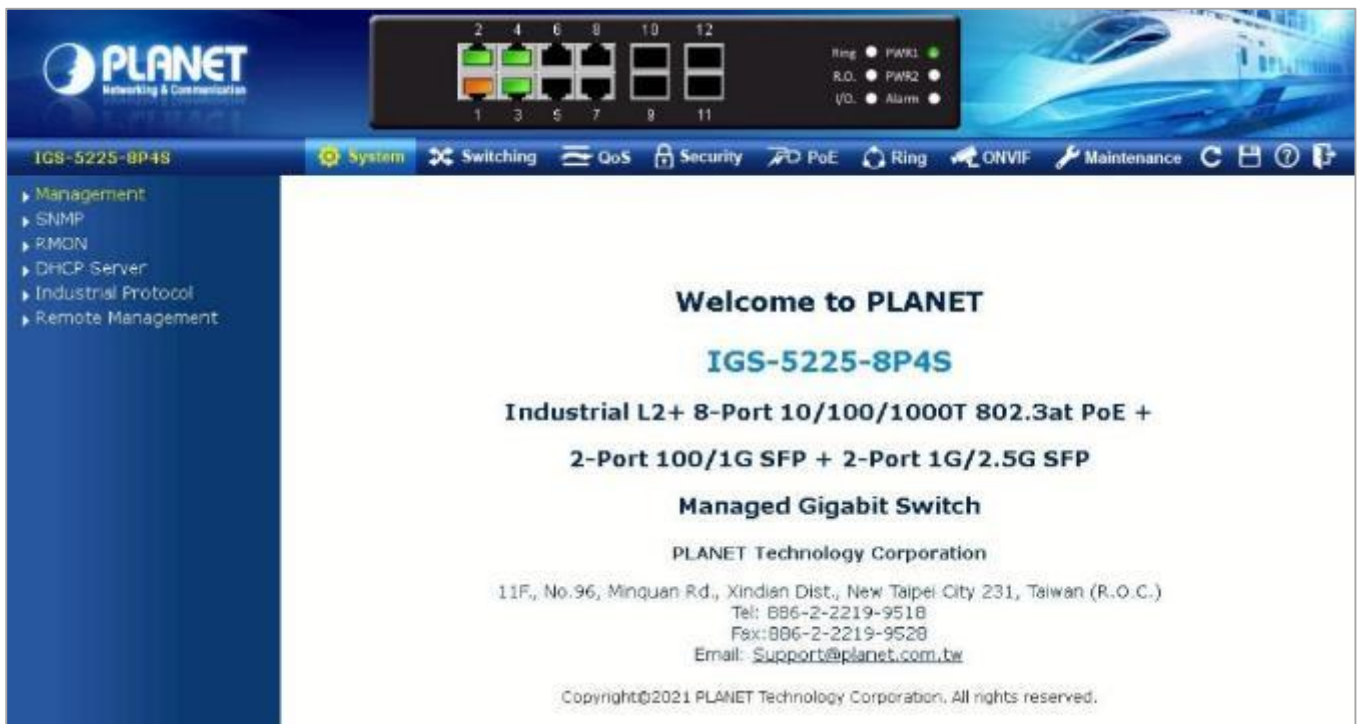 PLANET
Networking & Communication
2 4 6 8 10 12
1 3 5 7 9 11
Ring PWR1
R.O. PWR2
I/O. Alarm
IGS-5225-8P4S
System Switching QoS Security PoE Ring ONVIF Maintenance
Management
SNMP
RMON
DHCP Server
Industrial Protocol
Remote Management
Welcome to PLANET
IGS-5225-8P4S
Industrial L2+ 8-Port 10/100/1000T 802.3at PoE +
2-Port 100/1G SFP + 2-Port 1G/2.5G SFP
Managed Gigabit Switch
PLANET Technology Corporation
11F., No.96, Minquan Rd., Xindian Dist., New Taipei City 231, Taiwan (R.O.C.)
Tel: 886-2-2219-9518
Fax:886-2-2219-9528
Email: Support@planet.com.tw
Copyright©2021 PLANET Technology Corporation. All rights reserved.